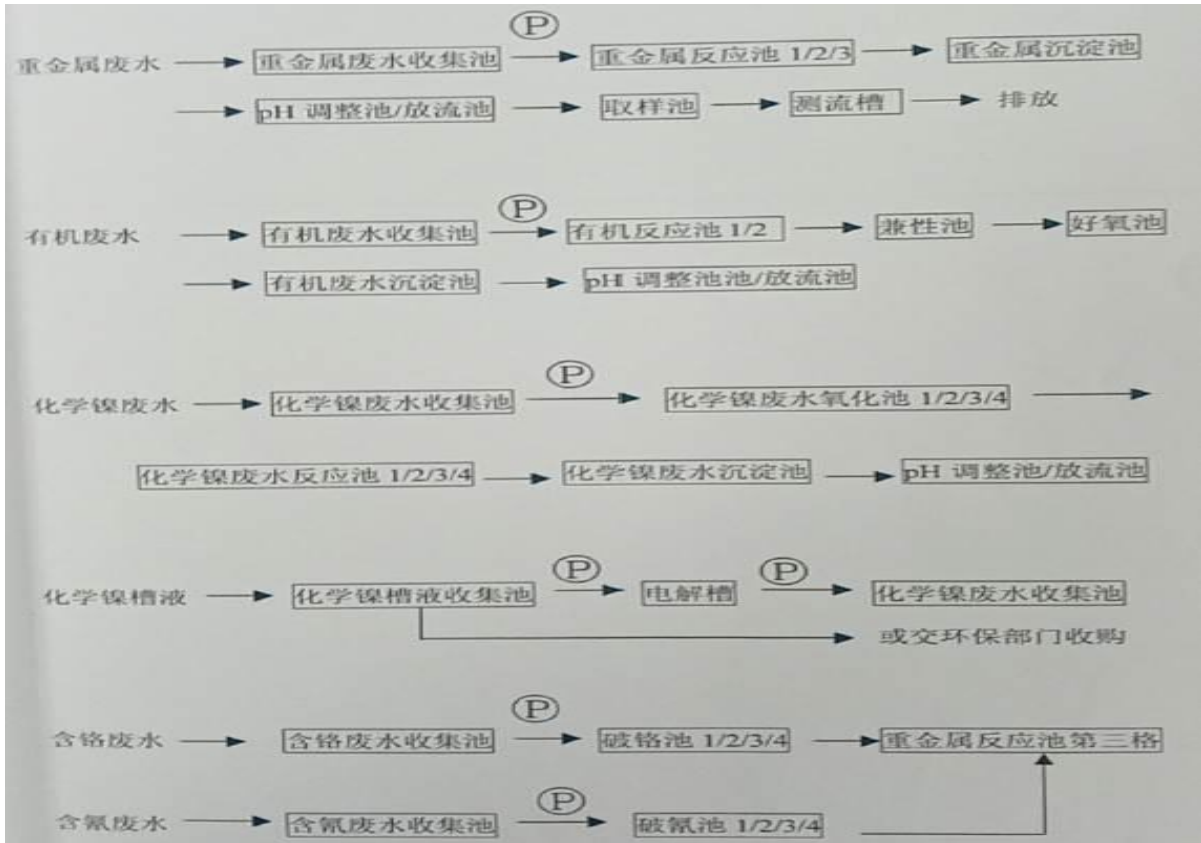 重金属废水 重金属废水收集池 P 重金属反应池 1/2/3 重金属沉淀池
pH 调整池/放流池 取样池 测流槽 排放
有机废水 有机废水收集池 P 有机反应池 1/2 兼性池 好氧池
有机废水沉淀池 pH 调整池池/放流池
化学镍废水 化学镍废水收集池 P 化学镍废水氧化池 1/2/3/4
化学镍废水反应池 1/2/3/4 化学镍废水沉淀池 pH 调整池/放流池
化学镍槽液 化学镍槽液收集池 P 电解槽 P 化学镍废水收集池
或交环保部门收购
含铬废水 含铬废水收集池 P 破铬池 1/2/3/4 重金属反应池第三格
含氰废水 含氰废水收集池 P 破氰池 1/2/3/4